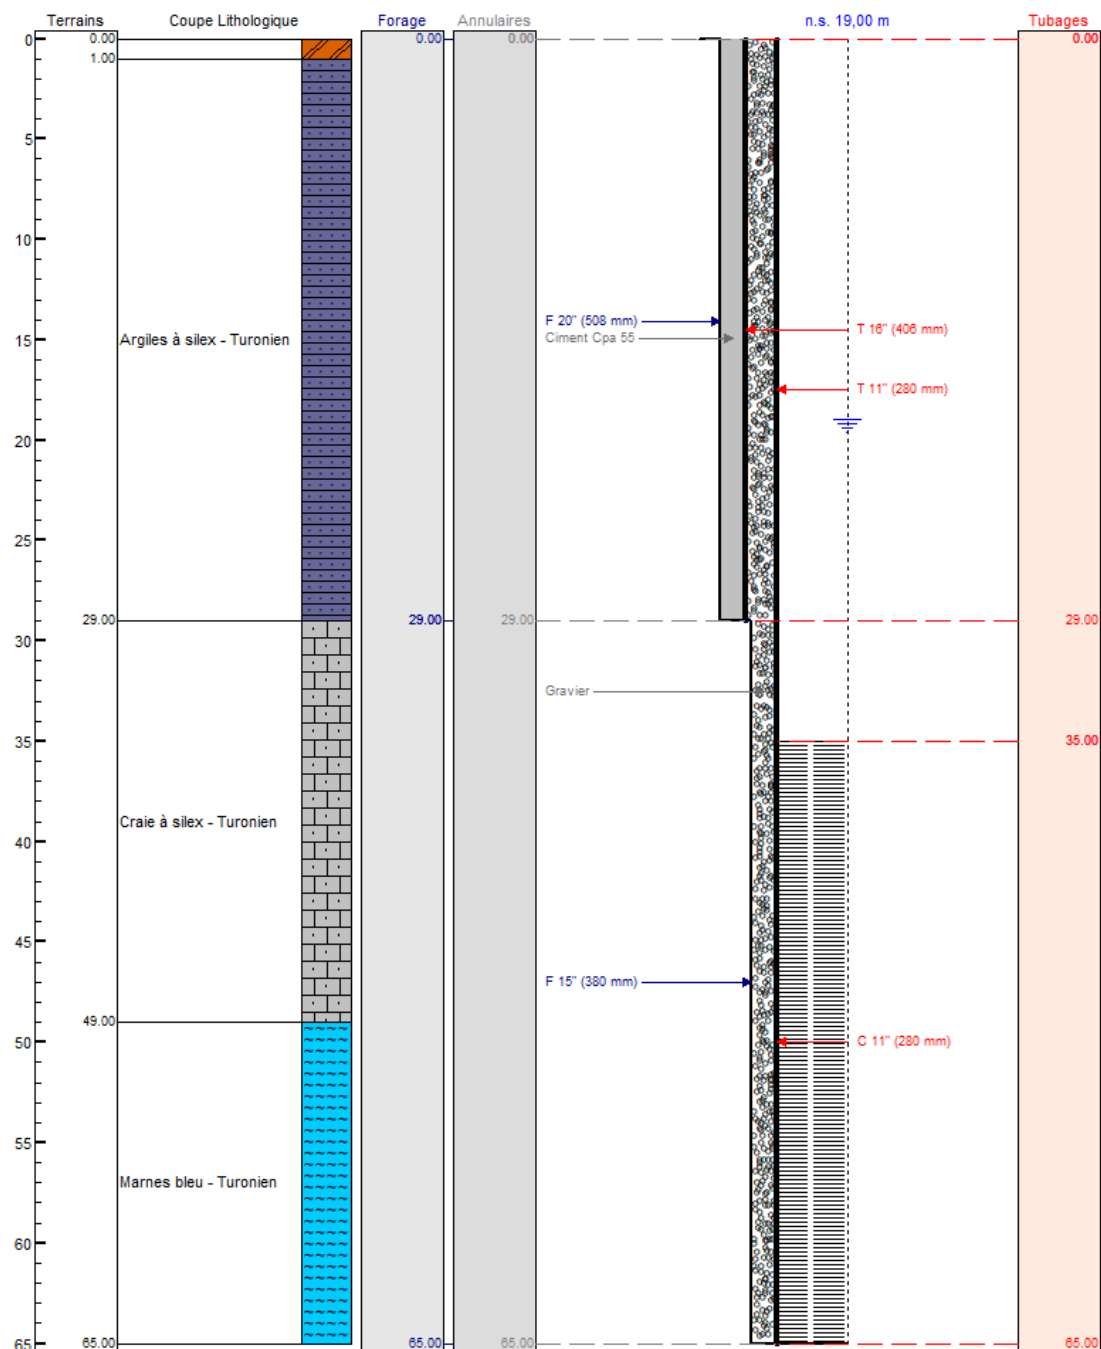 Terrains Coupe Lithologique Forage Annulaires n.s. 19,00 m Tubages
0 0.00 0.00 0.00 0.00
1.00
5
10
F 20" (508 mm)
T 16" (406 mm)
15 Argiles à silex - Turonien Ciment Cpa 55
T 11" (280 mm)
20
25
29.00 29.00 29.00 29.00
30
Gravier
35 35.00
Craie à silex - Turonien
40
45
F 15" (380 mm)
49.00
50 C 11" (280 mm)
55
Marnes bleu - Turonien
60
65 65.00 65.00 65.00 65.00